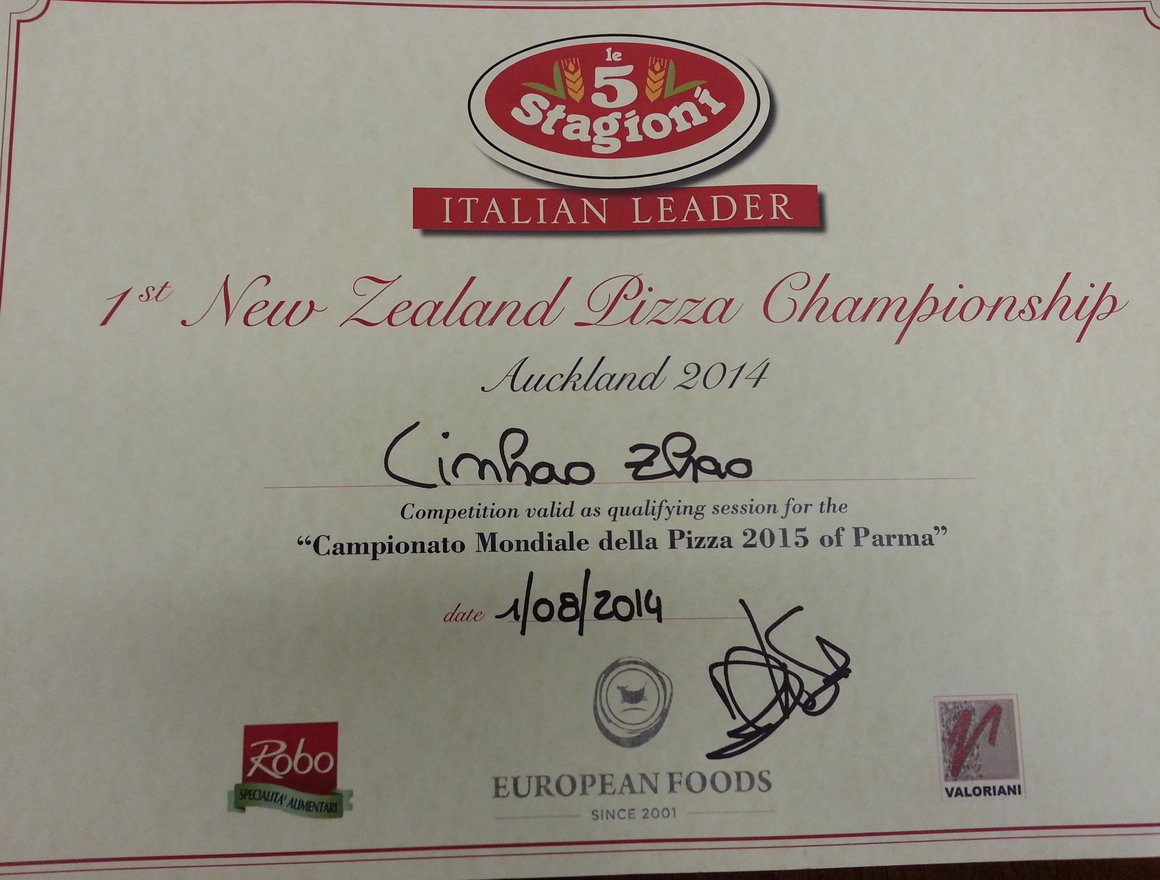 le
5
Stagioni
ITALIAN LEADER
1st New Zealand Pizza Championship
Auckland 2014
Linhao Zhao
Competition valid as qualifying session for the
“Campionato Mondiale della Pizza 2015 of Parma”
date 1/08/2014
Robo
SPECIALITA' ALIMENTARI
EUROPEAN FOODS
SINCE 2001
VALORIANI